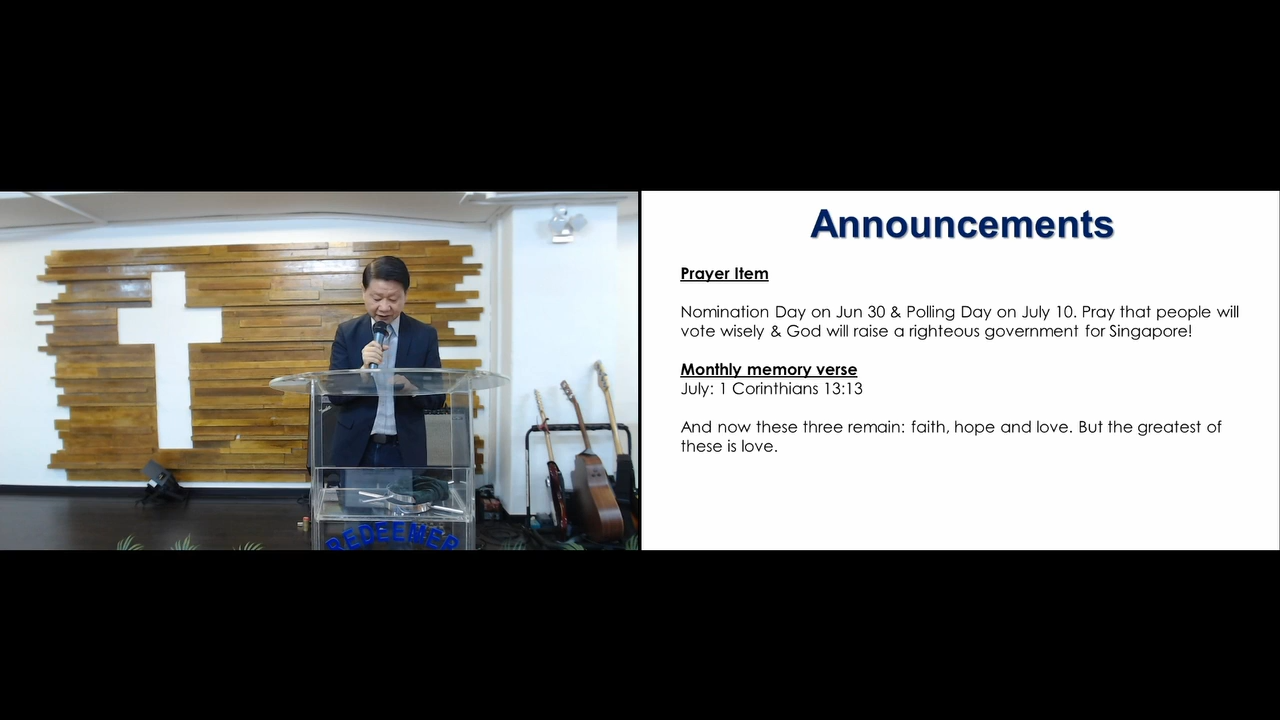 Announcements
Prayer Item
Nomination Day on Jun 30 & Polling Day on July 10. Pray that people will
vote wisely & God will raise a righteous government for Singapore!
Monthly memory verse
July: 1 Corinthians 13:13
And now these three remain: faith, hope and love. But the greatest of
these is love.
REDEEMER